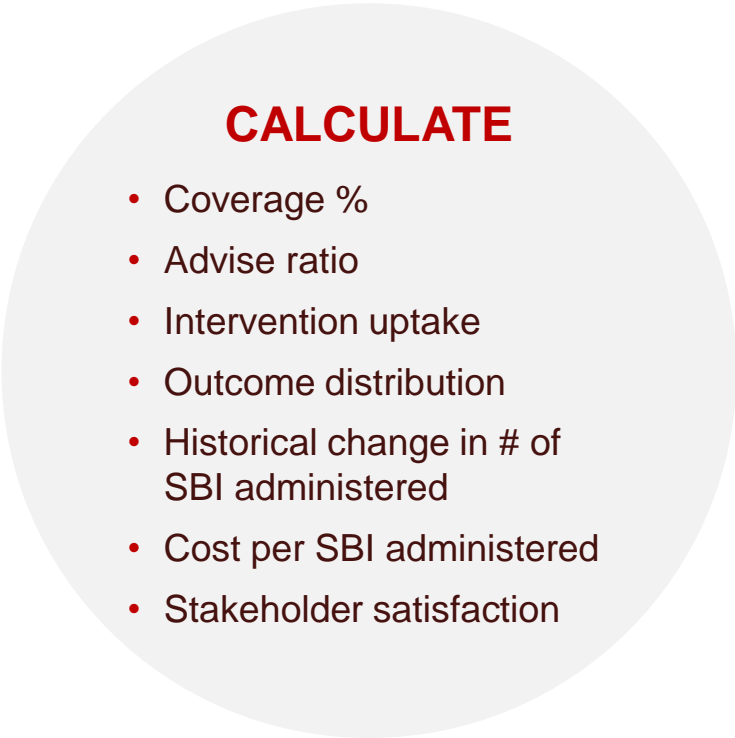 CALCULATE
• Coverage %
• Advise ratio
• Intervention uptake
• Outcome distribution
• Historical change in # of
SBI administered
• Cost per SBI administered
• Stakeholder satisfaction